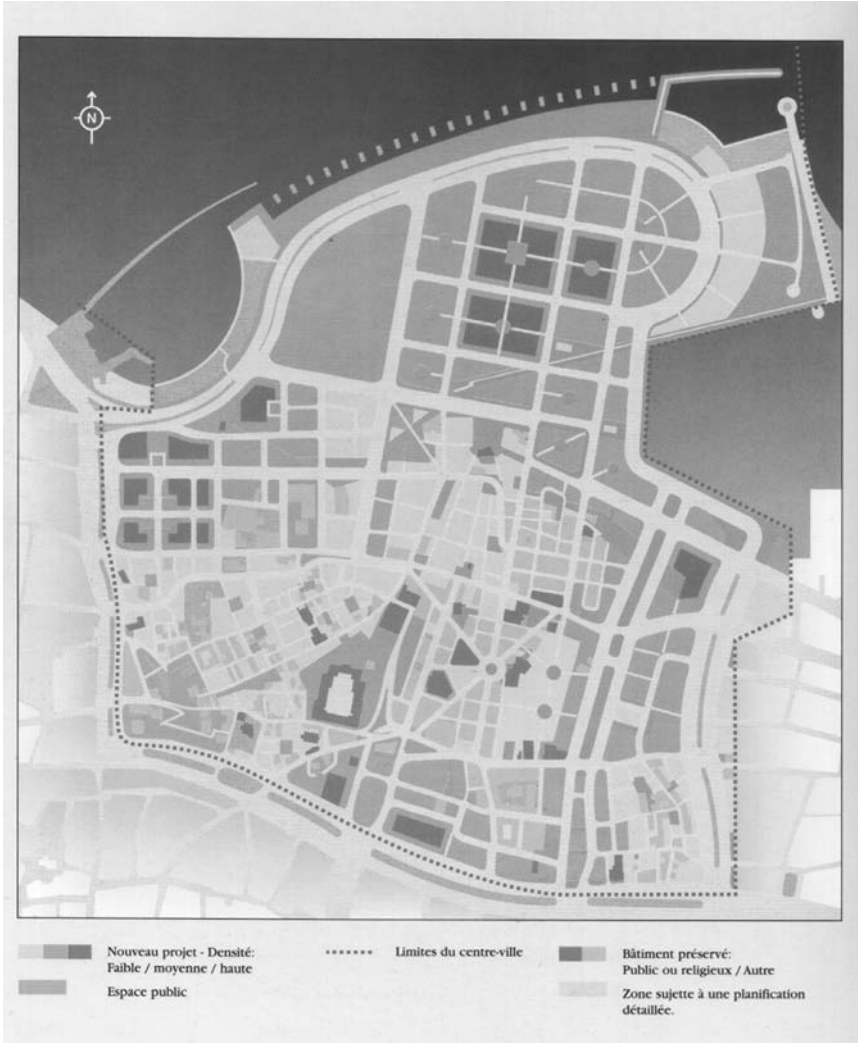 N
Nouveau projet - Densité:
Faible / moyenne / haute
Espace public
Limites du centre-ville
Bâtiment préservé:
Public ou religieux / Autre
Zone sujette à une planification
détaillée.